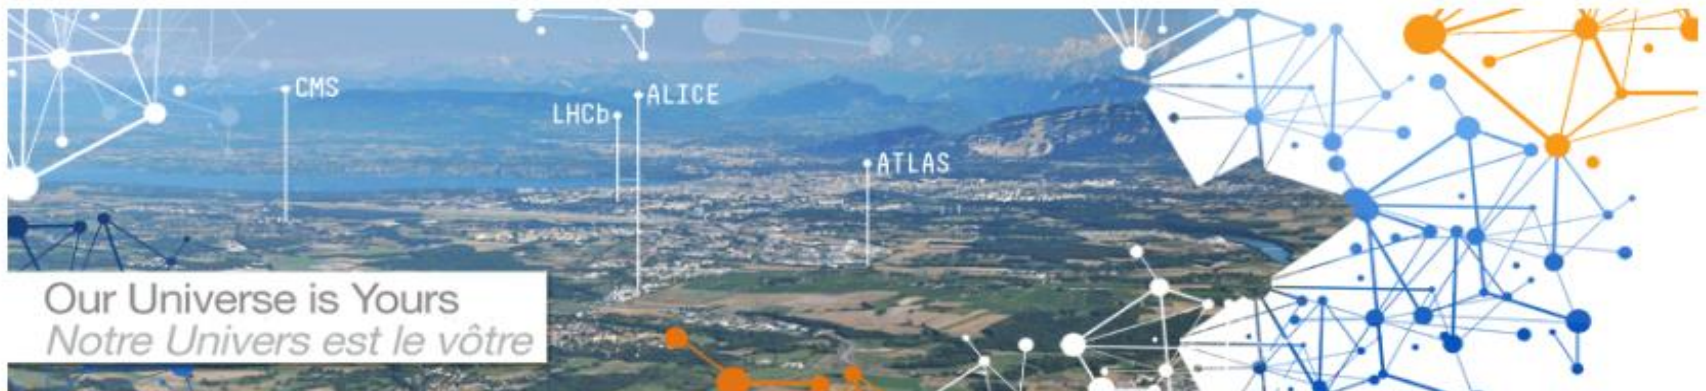 CMS
ALICE
LHCb
ATLAS
Our Universe is Yours
Notre Univers est le vôtre